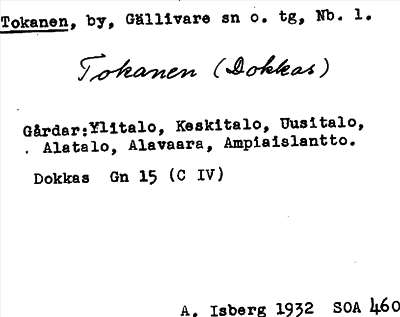 Tokanen, by, Gällivare sn o. tg, Nb. l.
Tokanen (Dokkas)
Gårdar:Ylitalo, Keskitalo, Uusitalo,
. Alatalo, Alavaara, Ampiaislantto.
Dokkas Gn 15 (C IV)
A. Isberg 1932 SOA 460